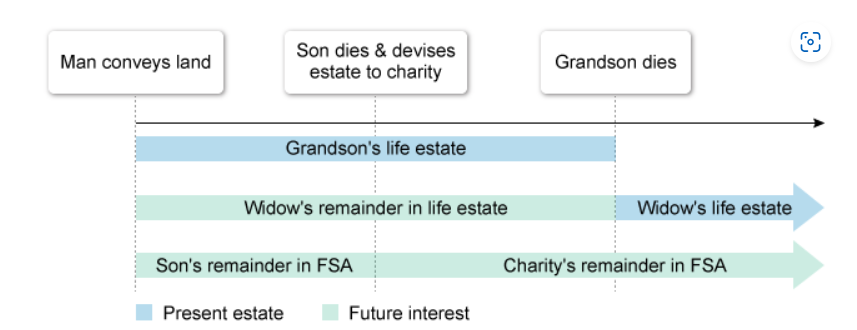 Man conveys land
Son dies & devises
estate to charity
Grandson dies
Grandson's life estate
Widow's remainder in life estate
Widow's life estate
Son's remainder in FSA
Charity's remainder in FSA
Present estate
Future interest